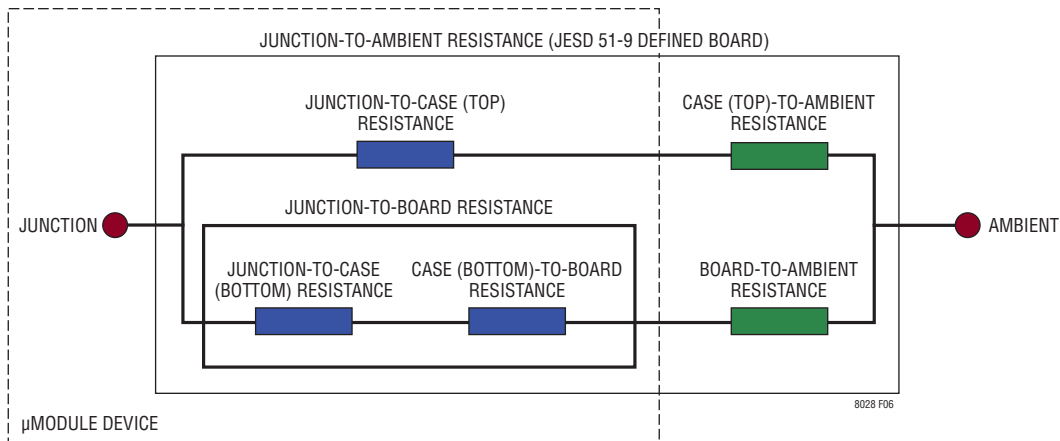 JUNCTION-TO-AMBIENT RESISTANCE (JESD 51-9 DEFINED BOARD)
JUNCTION-TO-CASE (TOP)
RESISTANCE
CASE (TOP)-TO-AMBIENT
RESISTANCE
JUNCTION
JUNCTION-TO-BOARD RESISTANCE
AMBIENT
JUNCTION-TO-CASE
(BOTTOM) RESISTANCE
CASE (BOTTOM)-TO-BOARD
RESISTANCE
BOARD-TO-AMBIENT
RESISTANCE
8028 F06
µMODULE DEVICE